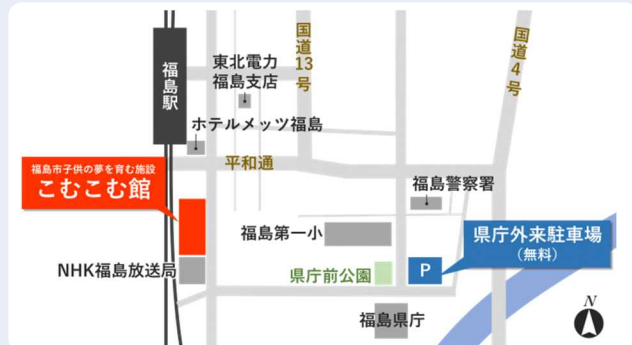 国道13号
国道4号
東北電力
福島支店
福島駅
ホテルメッツ福島
平和通
福島市子供の夢を育む施設
こむこむ館
福島警察署
福島第一小
県庁外来駐車場
（無料）
NHK福島放送局
県庁前公園
P
福島県庁
N